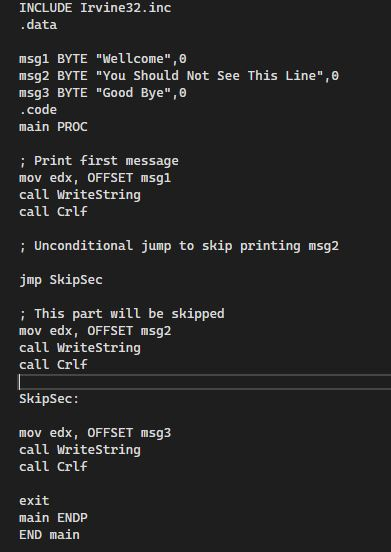 INCLUDE Irvine32.inc
.data
msg1 BYTE "Wellcome",0
msg2 BYTE "You Should Not See This Line",0
msg3 BYTE "Good Bye",0
.code
main PROC
; Print first message
mov edx, OFFSET msg1
call WriteString
call Crlf
; Unconditional jump to skip printing msg2
jmp SkipSec
; This part will be skipped
mov edx, OFFSET msg2
call WriteString
call Crlf
SkipSec:
mov edx, OFFSET msg3
call WriteString
call Crlf
exit
main ENDP
END main